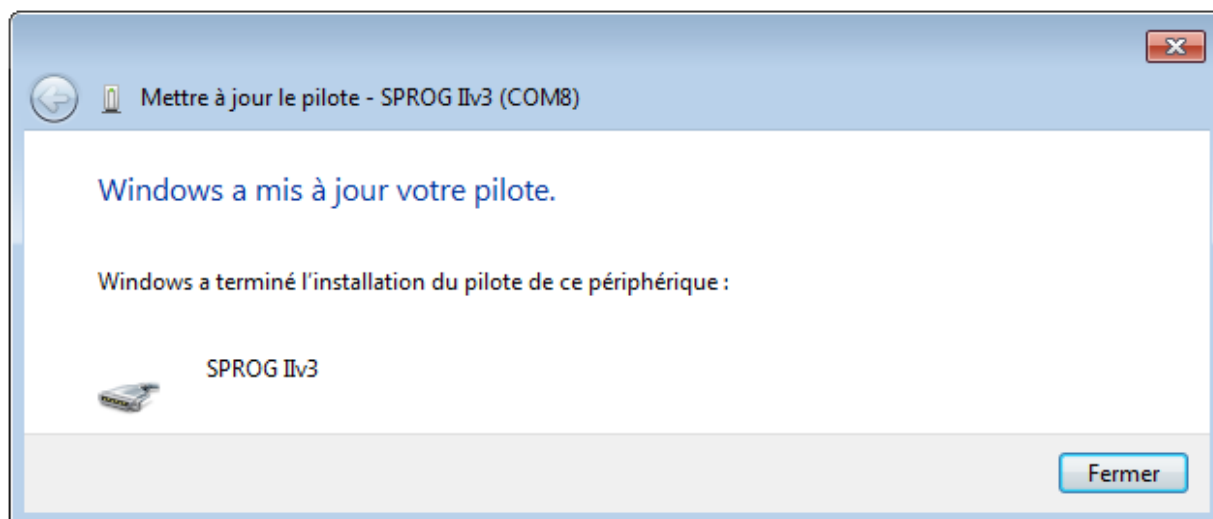 Mettre à jour le pilote - SPROG IIv3 (COM8)
Windows a mis à jour votre pilote.
Windows a terminé l'installation du pilote de ce périphérique :
SPROG IIv3
Fermer